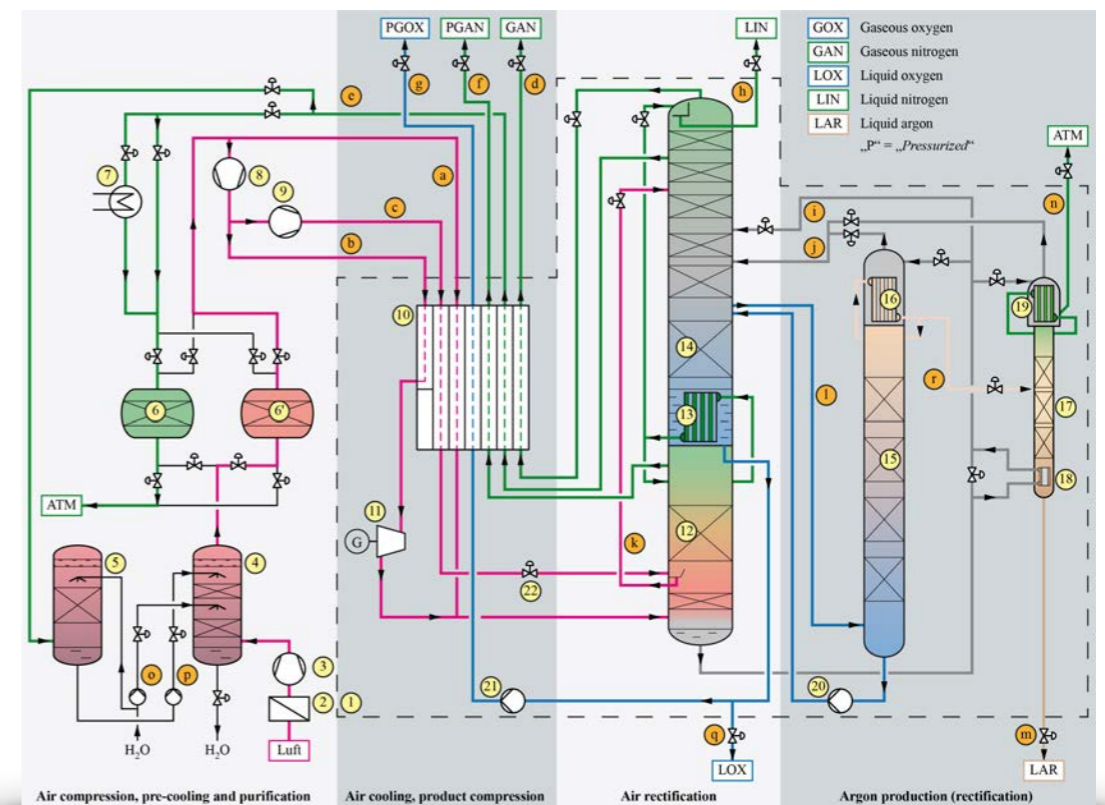 PGOX
PGAN
GAN
LIN
GOX Gaseous oxygen
GAN Gaseous nitrogen
LOX Liquid oxygen
LIN Liquid nitrogen
LAR Liquid argon
„P“ = „Pressurized“
g
f
d
h
e
ATM
7
8
9
a
c
b
i
j
n
10
16
19
14
13
l
r
17
6
6'
15
18
ATM
11
G
12
k
22
5
4
3
o
p
2
1
21
20
q
m
H₂O
H₂O
Luft
LOX
LAR
Air compression, pre-cooling and purification
Air cooling, product compression
Air rectification
Argon production (rectification)